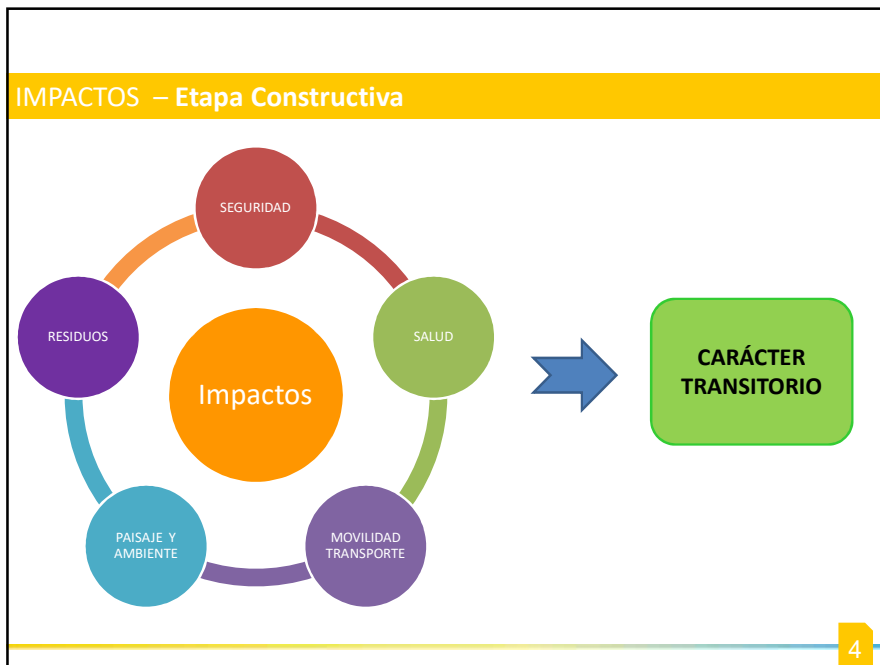 IMPACTOS – Etapa Constructiva
SEGURIDAD
RESIDUOS
SALUD
Impactos
CARÁCTER
TRANSITORIO
PAISAJE Y
AMBIENTE
MOVILIDAD
TRANSPORTE
4